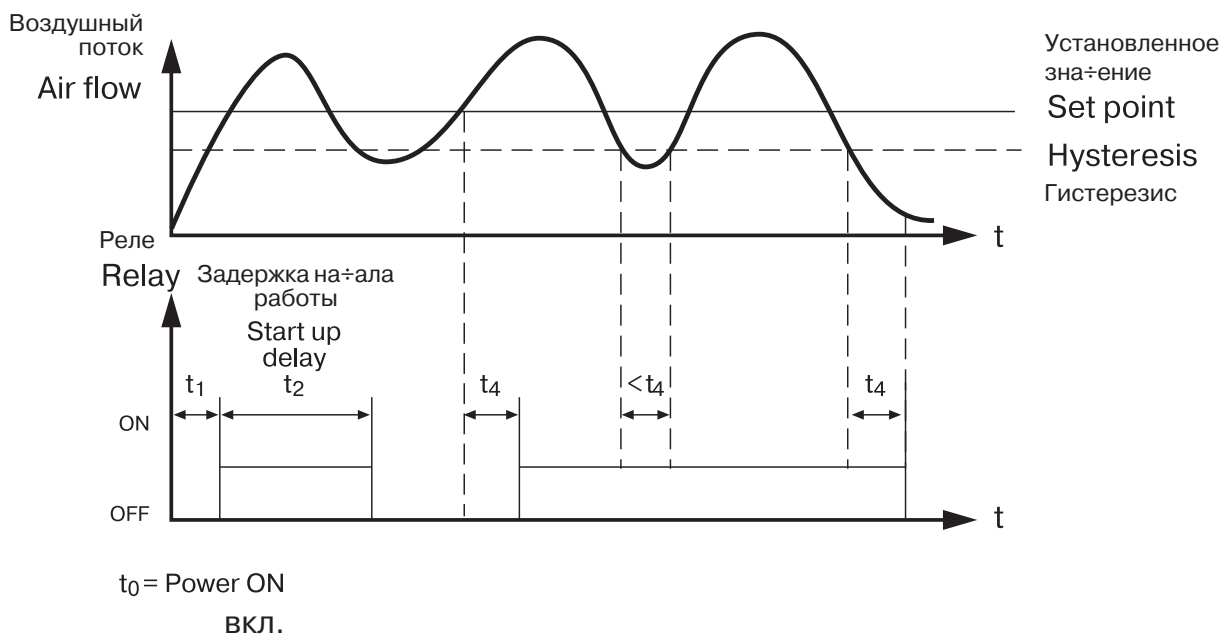 Воздушный
поток
Air flow
Установленное
зна÷ение
Set point
Hysteresis
Гистерезис
t
Реле
Relay
Задержка на÷ала
работы
Start up
delay
t1
t2
t4
<t4
t4
ON
OFF
t
t0 = Power ON
вкл.